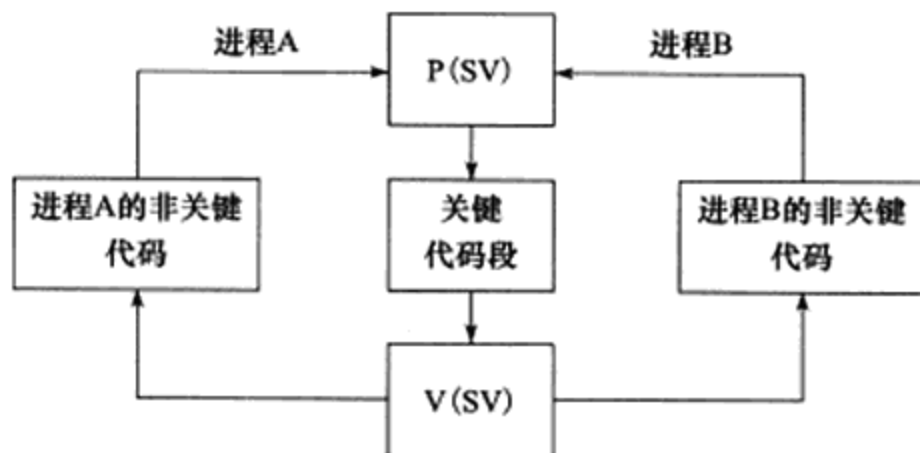 进程A
P(SV)
进程B
进程A的非关键
代码
关键
代码段
进程B的非关键
代码
V(SV)